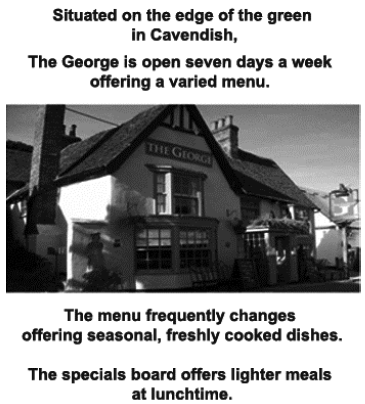 Situated on the edge of the green
in Cavendish,
The George is open seven days a week
offering a varied menu.
THE GEORGE
The menu frequently changes
offering seasonal, freshly cooked dishes.
The specials board offers lighter meals
at lunchtime.